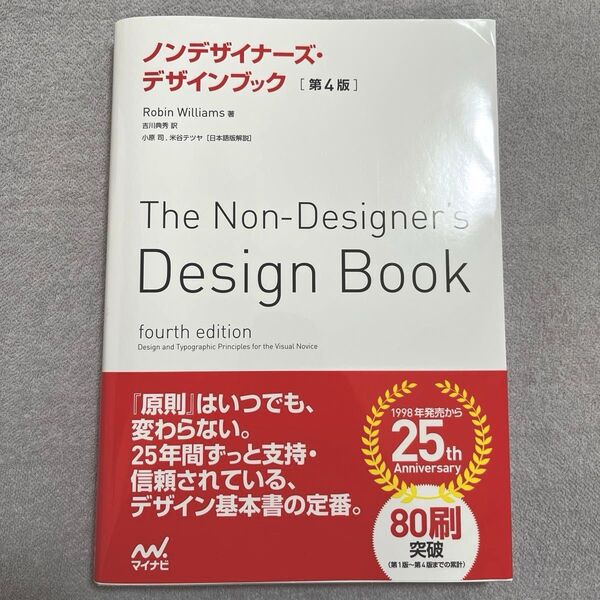 ノンデザイナーズ・
デザインブック [第4版]
Robin Williams 著
吉川典秀 訳
小原 司, 米谷テツヤ [日本語版解説]
The Non-Designer's
Design Book
fourth edition
Design and Typographic Principles for the Visual Novice
『原則』はいつでも、
変わらない。
25年間ずっと支持・
信頼されている、
デザイン基本書の定番。
マイナビ
1998年発売から
25th
Anniversary
80刷
突破
(第1版〜第4版までの累計)